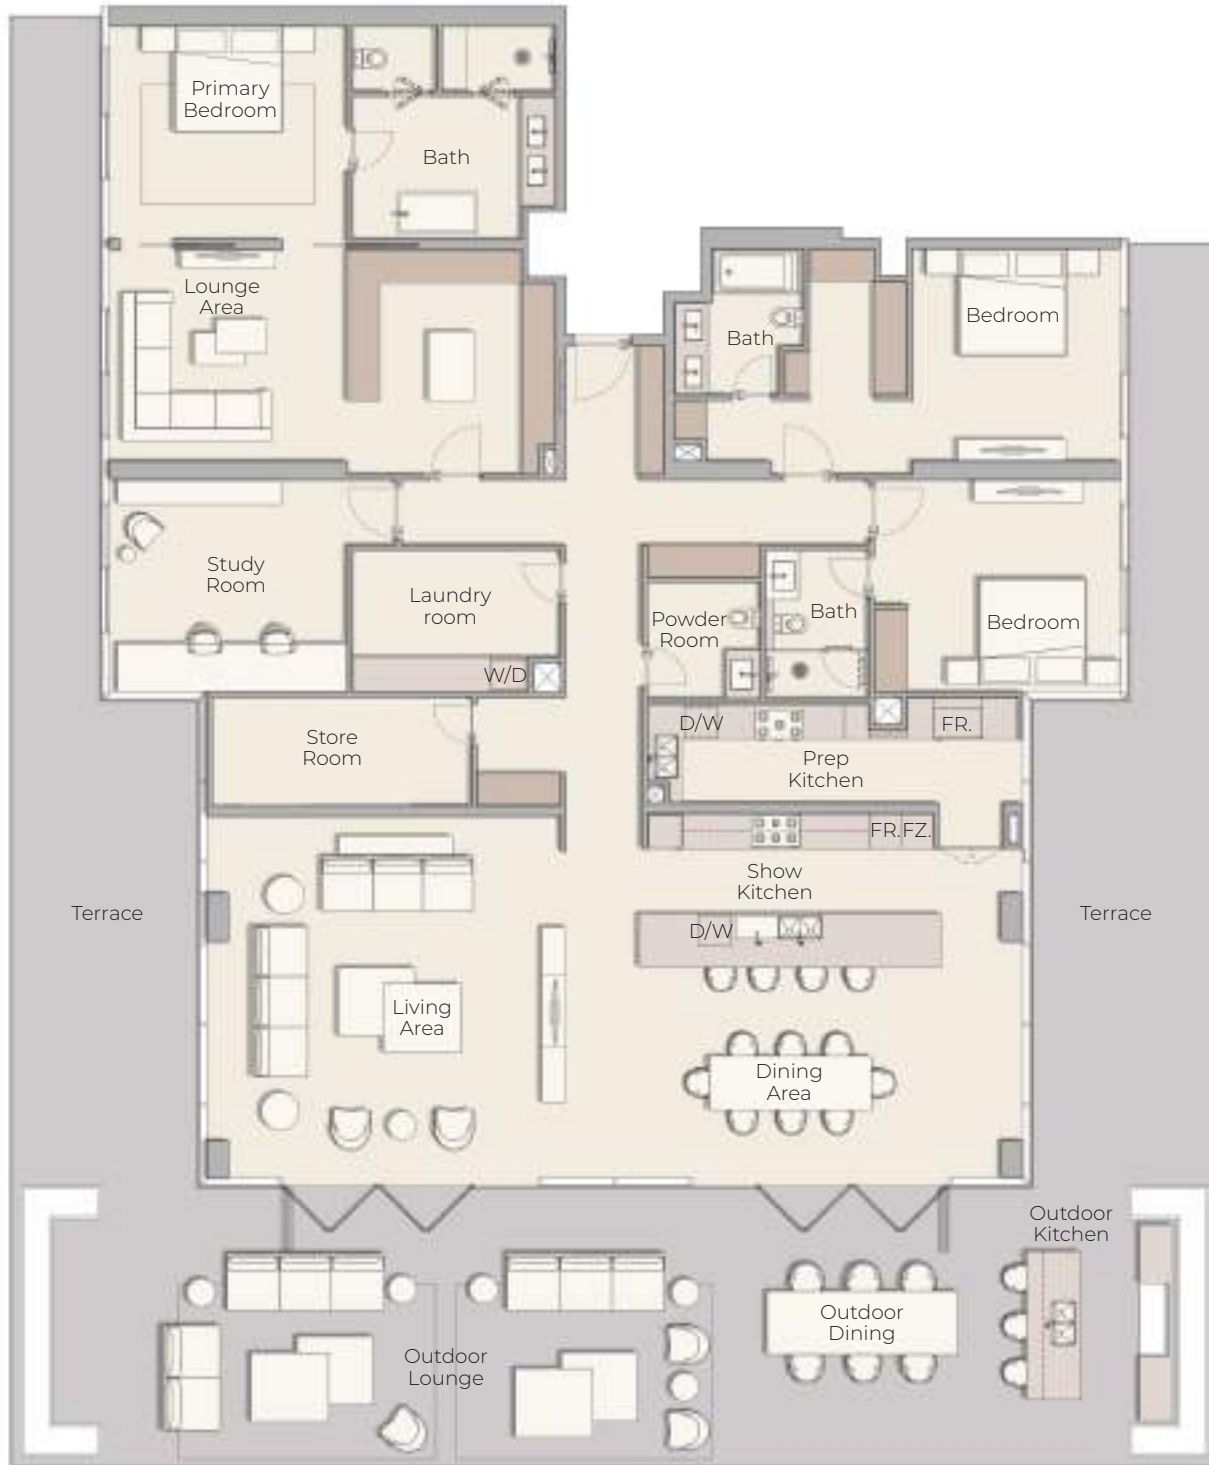 Primary
Bedroom
Bath
Lounge
Area
Bath
Bedroom
Study
Room
Laundry
room
W/D
Powder
Room
Bath
Bedroom
Store
Room
D/W
FR.
Prep
Kitchen
FR. FZ.
Show
Kitchen
D/W
Terrace
Terrace
Living
Area
Dining
Area
Outdoor
Kitchen
Outdoor
Dining
Outdoor
Lounge